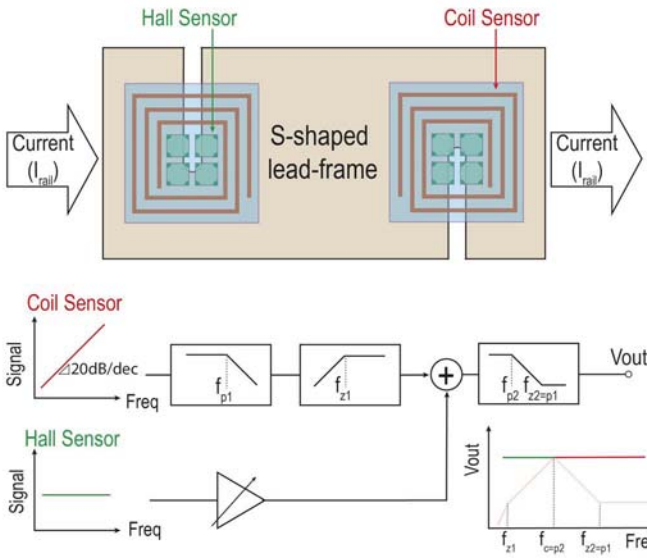 Hall Sensor
Coil Sensor
Current
(I_rail)
S-shaped
lead-frame
Current
(I_rail)
Coil Sensor
Signal
20dB/dec
Freq
f_p1
f_z1
+
f_p2 f_z2=p1
Vout
Hall Sensor
Signal
Freq
Vout
f_z1
f_c=p2
f_z2=p1
Fre